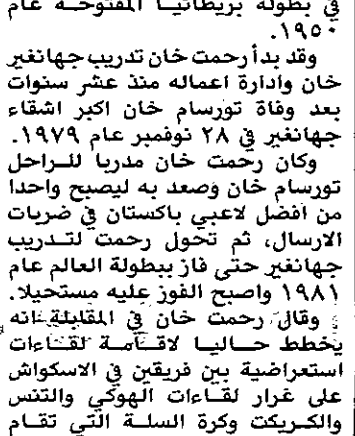 في بطولة بريطانيا المفتوحة عام
١٩٥٠.
وقد بدأ رحمت خان تدريب جهانغير
خان وادارة اعماله منذ عشر سنوات
بعد وفاة تورسام خان اكبر اشقاء
جهانغير في ٢٨ نوفمبر عام ١٩٧٩.
وكان رحمت خان مدربا للراحل
تورسام خان وصعد به ليصبح واحدا
من افضل لاعبي باكستان في ضربات
الارسال، ثم تحول رحمت لتدريب
جهانغير حتى فاز ببطولة العالم عام
١٩٨١ واصبح الفوز عليه مستحيلا.
وقال رحمت خان في المقابلة انه
يخطط حاليا لاقامة لقاءات
استعراضية بين فريقين في الاسكواش
على غرار لقاءات الهوكي والتنس
والكريكت وكرة السلة التي تقام